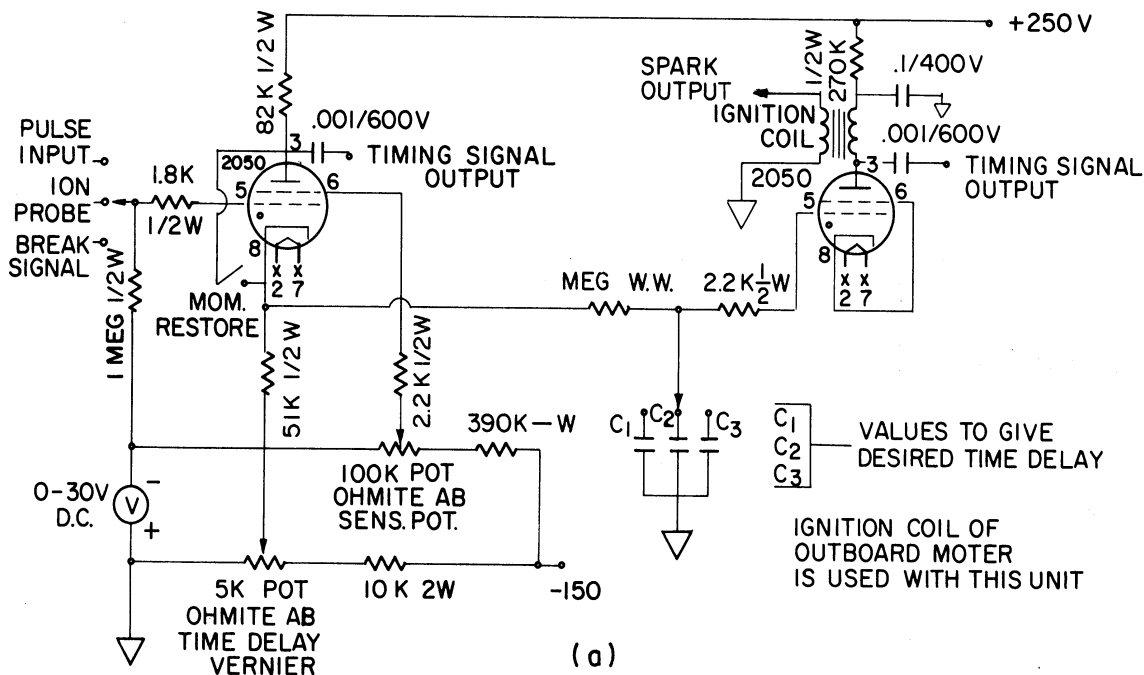 +250V
82K 1/2W
1/2W
270K
.1/400V
SPARK
OUTPUT
IGNITION
COIL
.001/600V
3
TIMING SIGNAL
OUTPUT
.001/600V
3
TIMING SIGNAL
OUTPUT
PULSE
INPUT
ION
PROBE
BREAK
SIGNAL
1.8K
1/2W
2050
5
6
8
X
2
X
7
2050
5
6
8
X
2
X
7
MOM.
RESTORE
1 MEG 1/2W
51K 1/2W
2.2K 1/2W
MEG W.W.
2.2K 1/2W
390K-W
100K POT
OHMITE AB
SENS. POT.
0-30V
D.C.
V
-
+
5K POT
OHMITE AB
TIME DELAY
VERNIER
10K 2W
-150
C1
C2
C3
C1
C2
C3
VALUES TO GIVE
DESIRED TIME DELAY
IGNITION COIL OF
OUTBOARD MOTER
IS USED WITH THIS UNIT
(a)